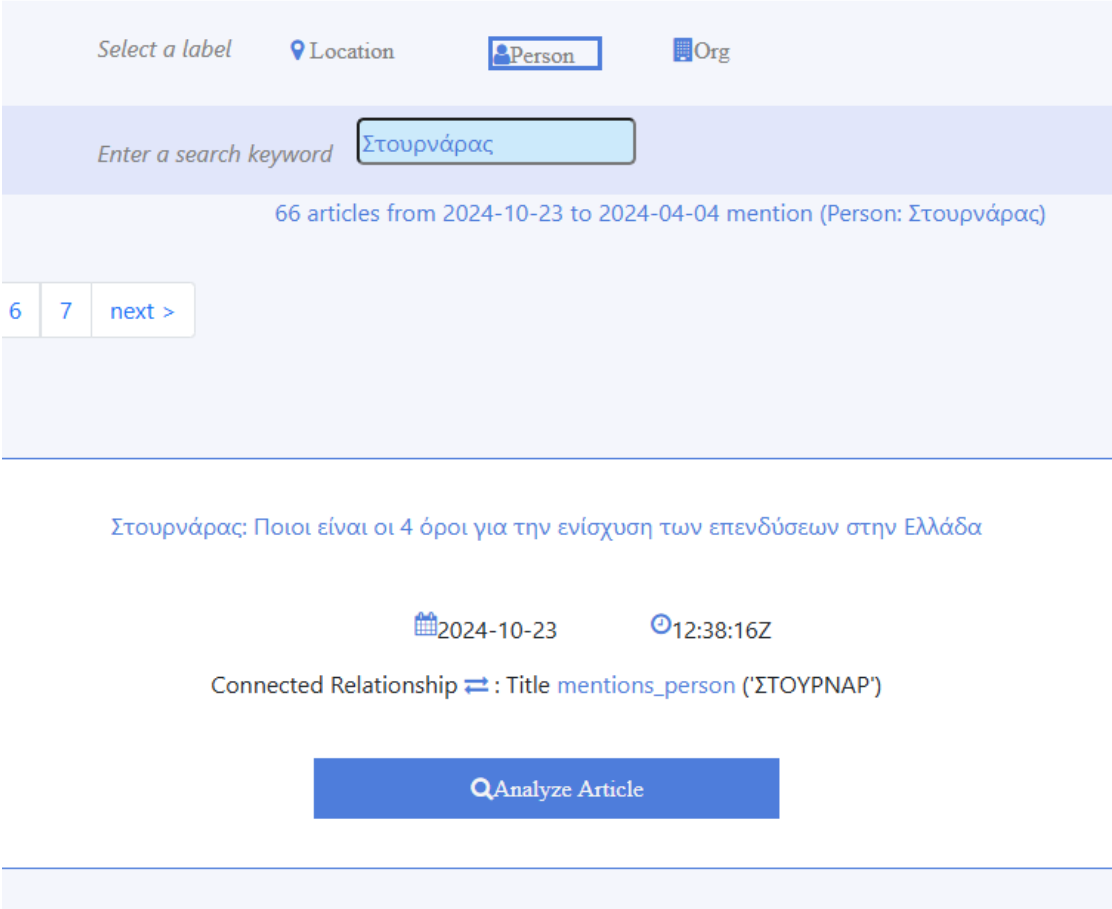 Select a label Location Person Org
Enter a search keyword Στουρνάρας
66 articles from 2024-10-23 to 2024-04-04 mention (Person: Στουρνάρας)
6 7 next >
Στουρνάρας: Ποιοι είναι οι 4 όροι για την ενίσχυση των επενδύσεων στην Ελλάδα
2024-10-23 12:38:16Z
Connected Relationship : Title mentions_person ('ΣΤΟΥΡΝΑΡ')
Analyze Article